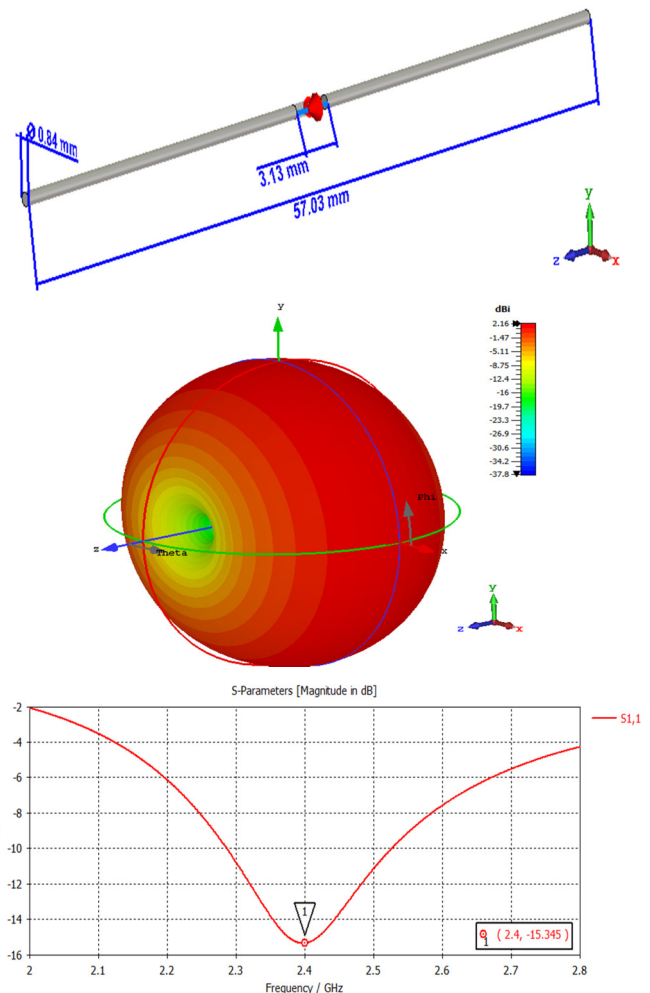 Ø 0.84 mm
3.13 mm
57.03 mm
y
z
x
y
dBi
2.16
-1.47
-5.11
-8.75
-12.4
-16
-19.7
-23.3
-26.9
-30.6
-34.2
-37.8
Phi
z
Theta
x
y
z
x
S-Parameters [Magnitude in dB]
S1,1
-2
-4
-6
-8
-10
-12
-14
-16
1
1 ( 2.4, -15.345 )
2
2.1
2.2
2.3
2.4
2.5
2.6
2.7
2.8
Frequency / GHz